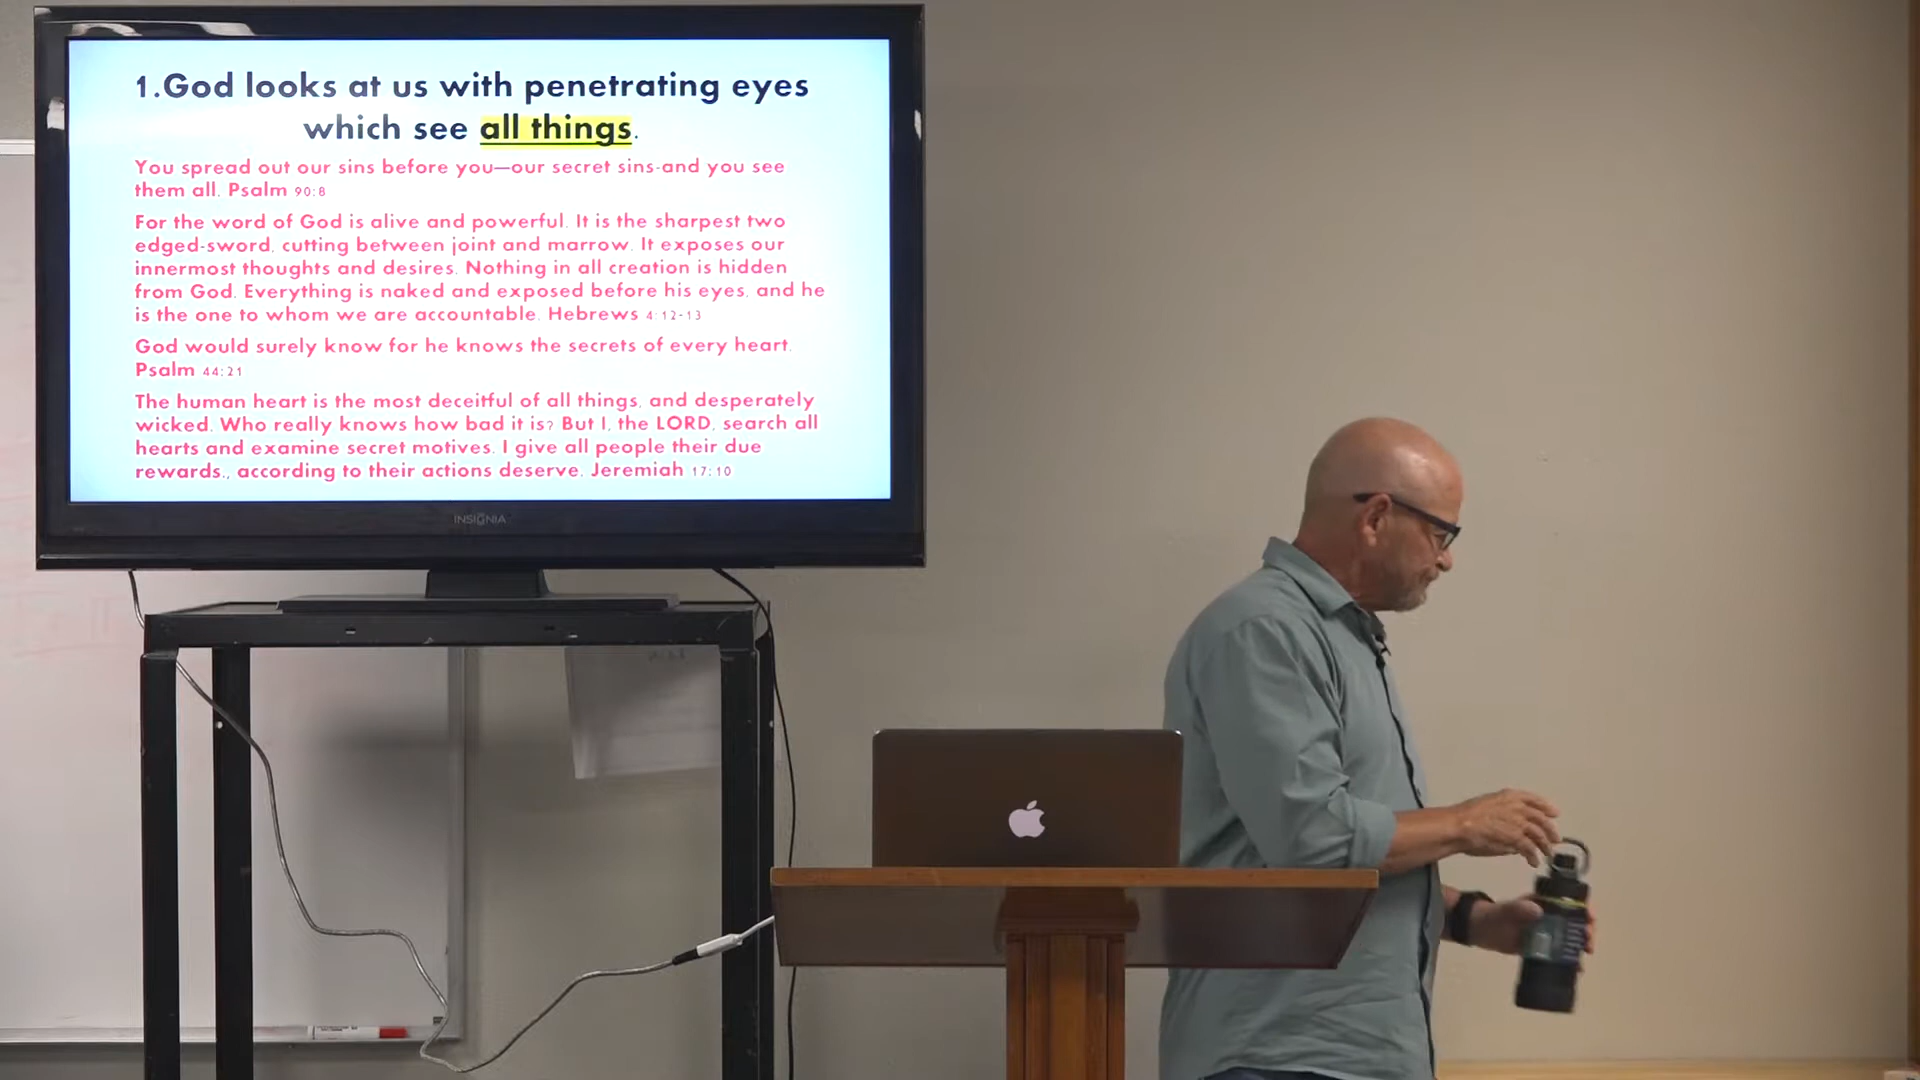 1.God looks at us with penetrating eyes
which see all things.
You spread out our sins before you—our secret sins-and you see
them all. Psalm 90:8
For the word of God is alive and powerful. It is the sharpest two
edged-sword, cutting between joint and marrow. It exposes our
innermost thoughts and desires. Nothing in all creation is hidden
from God. Everything is naked and exposed before his eyes, and he
is the one to whom we are accountable. Hebrews 4:12-13
God would surely know for he knows the secrets of every heart.
Psalm 44:21
The human heart is the most deceitful of all things, and desperately
wicked. Who really knows how bad it is? But I, the LORD, search all
hearts and examine secret motives. I give all people their due
rewards., according to their actions deserve. Jeremiah 17:10
INSIGNIA